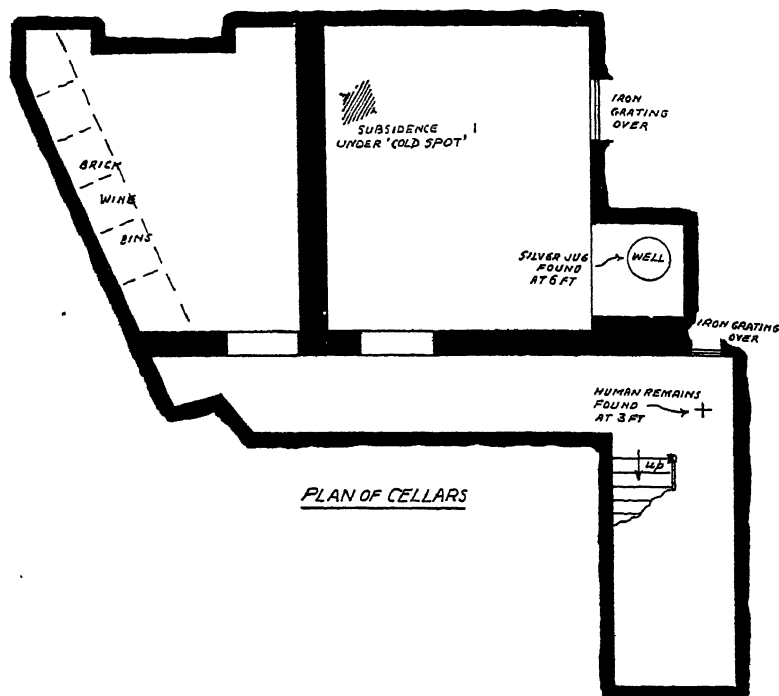 IRON
GRATING
OVER
SUBSIDENCE
UNDER 'COLD SPOT'
BRICK
WINE
BINS
SILVER JUG
FOUND
AT 6 FT
WELL
IRON GRATING
OVER
HUMAN REMAINS
FOUND
AT 3 FT
up
PLAN OF CELLARS